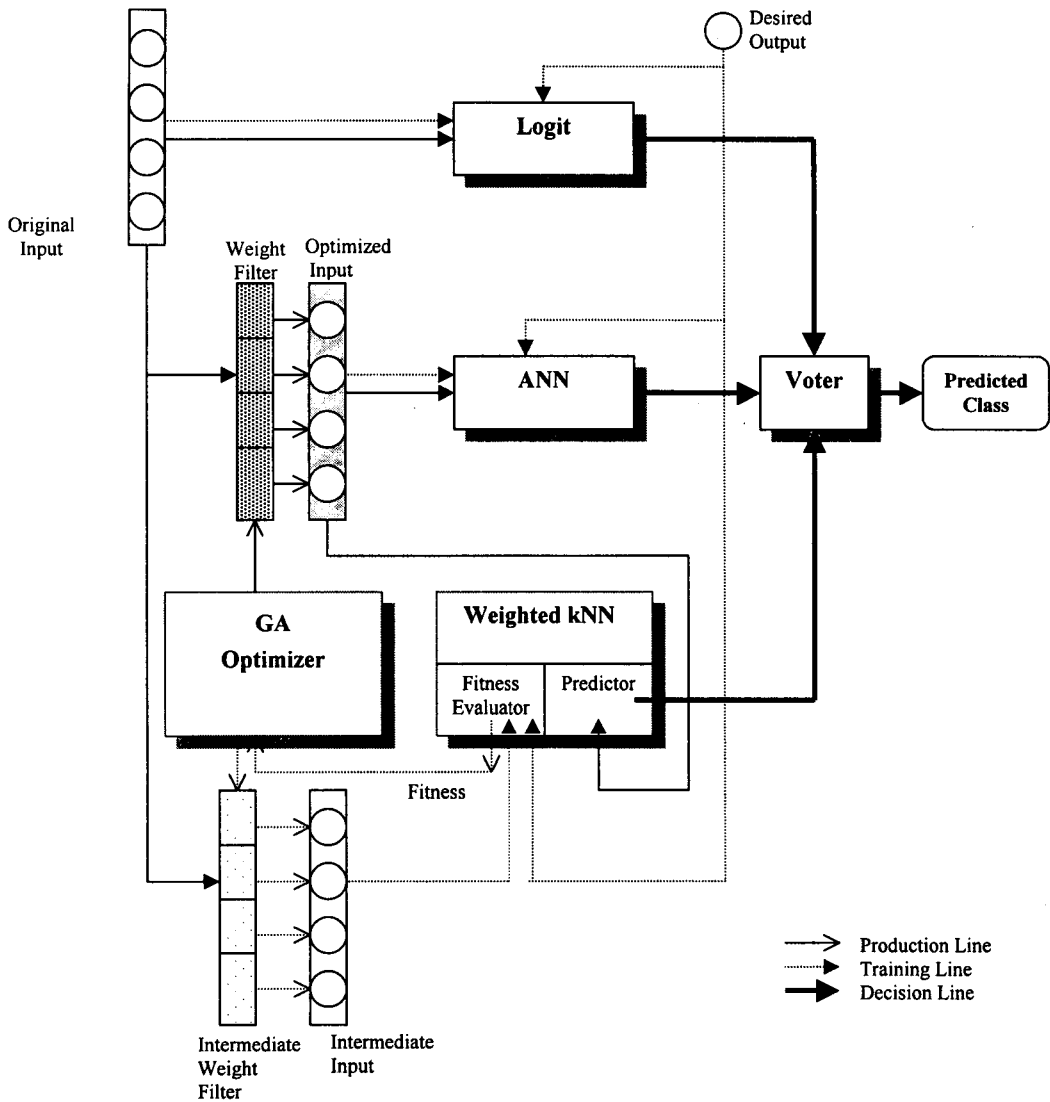 Desired
Output
Logit
Original
Input
Weight
Filter
Optimized
Input
ANN
Voter
Predicted
Class
GA
Optimizer
Weighted kNN
Fitness
Evaluator
Predictor
Fitness
Production Line
Training Line
Decision Line
Intermediate
Weight
Filter
Intermediate
Input